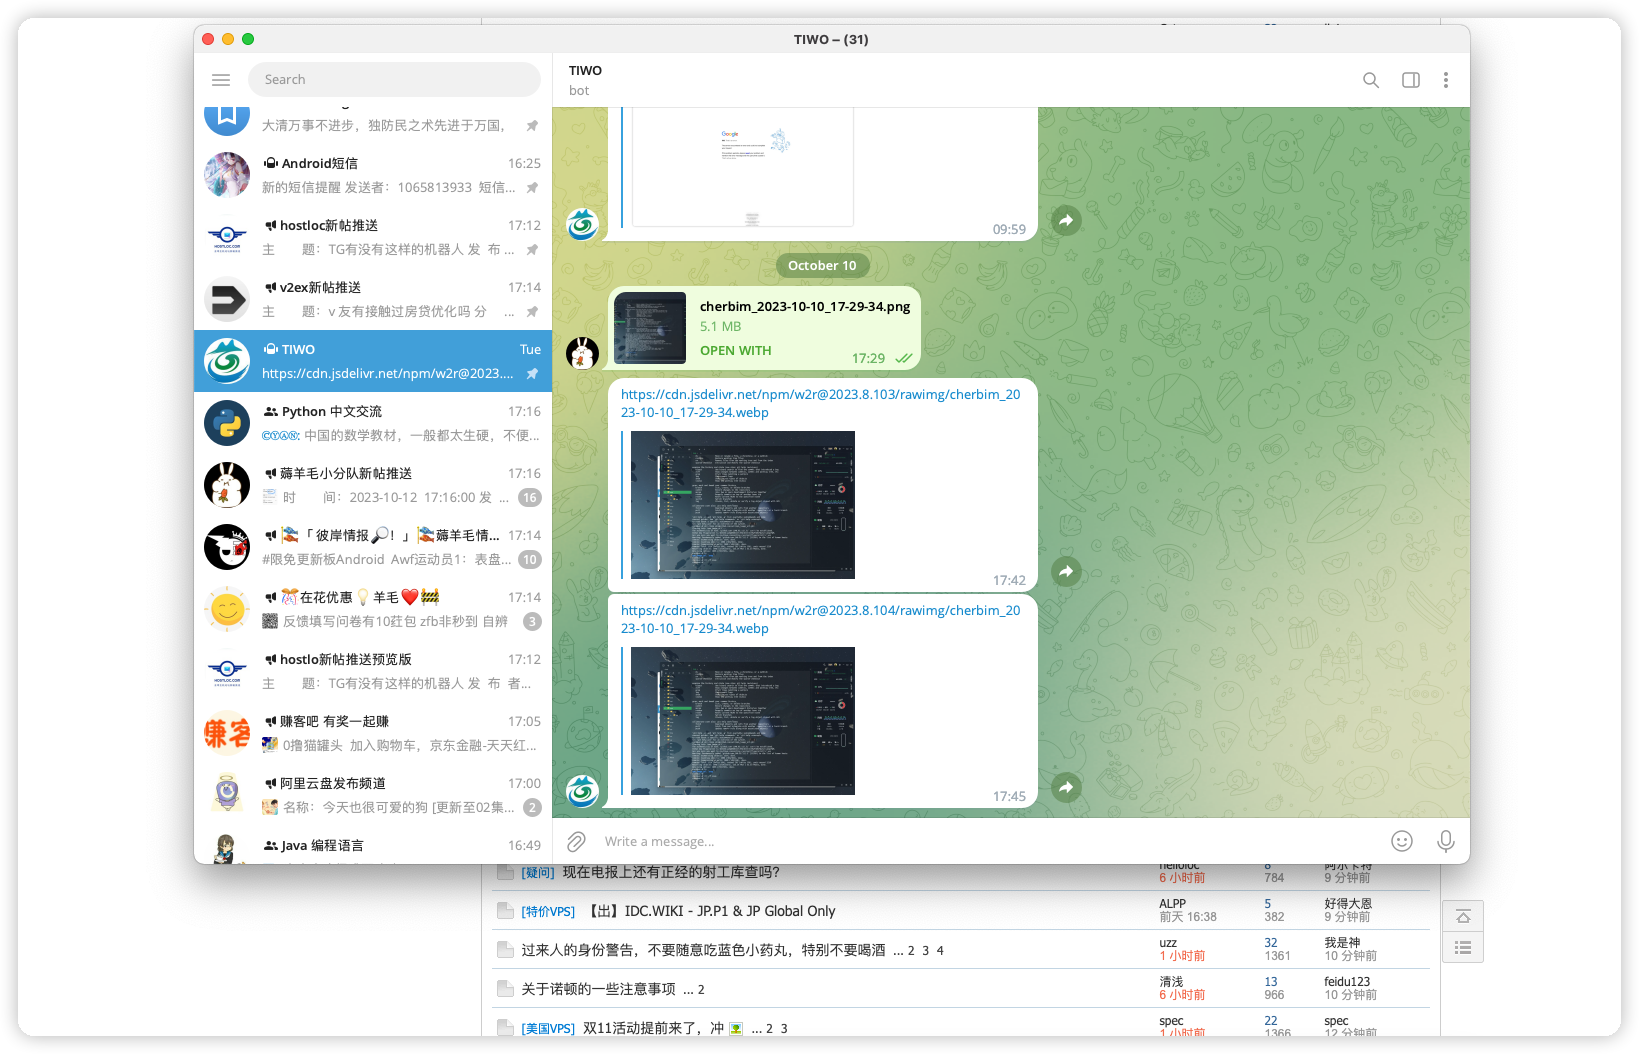 TIWO – (31)
Search
大清万事不进步，独防民之术先进于万国，
Android短信 16:25
新的短信提醒 发送者：1065813933 短信...
hostloc新帖推送 17:12
主 题：TG有没有这样的机器人 发 布 ...
v2ex新帖推送 17:14
主 题：v 友有接触过房贷优化吗 分 ...
TIWO Tue
https://cdn.jsdelivr.net/npm/w2r@2023....
Python 中文交流 17:16
ⒸⓎⒶⓃ: 中国的数学教材，一般都太生硬，不便...
薅羊毛小分队新帖推送 17:16
时 间：2023-10-12 17:16:00 发 ... 16
「彼岸情报🔎！」薅羊毛情... 17:14
#限免更新板Android Awf运动员1：表盘... 10
在花优惠💡羊毛❤️🚧 17:14
反馈填写问卷有10茳包 zfb非秒到 自辨 3
hostlo新帖推送预览版 17:12
主 题：TG有没有这样的机器人 发 布 者...
赚客吧 有奖一起赚 17:05
0撸猫罐头 加入购物车，京东金融-天天红...
阿里云盘发布频道 17:00
名称：今天也很可爱的狗 [更新至02集... 2
Java 编程语言 16:49
赚客
HOSTLOC.COM
TIWO
bot
Google
09:59
October 10
cherbim_2023-10-10_17-29-34.png
5.1 MB
OPEN WITH
17:29
https://cdn.jsdelivr.net/npm/w2r@2023.8.103/rawimg/cherbim_20
23-10-10_17-29-34.webp
17:42
https://cdn.jsdelivr.net/npm/w2r@2023.8.104/rawimg/cherbim_20
23-10-10_17-29-34.webp
17:45
Write a message...
[疑问] 现在电报上还有正经的射工库查吗? helloloc 8 阿尔卡特
6 小时前 784 9 分钟前
[特价VPS] 【出】IDC.WIKI - JP.P1 & JP Global Only ALPP 5 好得大恩
前天 16:38 382 9 分钟前
过来人的身份警告，不要随意吃蓝色小药丸，特别不要喝酒 ... 2 3 4 uzz 32 我是神
1 小时前 1361 10 分钟前
关于诺顿的一些注意事项 ... 2 清浅 13 feidu123
6 小时前 966 10 分钟前
[美国VPS] 双11活动提前来了，冲 ... 2 3 spec 22 spec
1 小时前 1366 12 分钟前